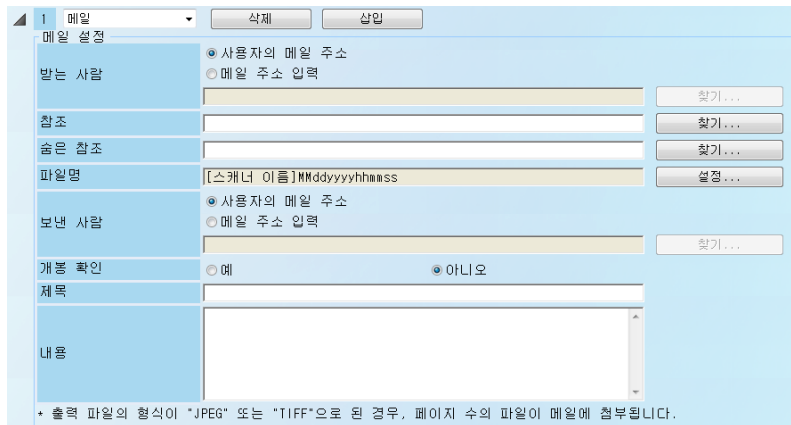 1 메일 삭제 삽입
메일 설정
받는 사람
사용자의 메일 주소
메일 주소 입력
찾기...
참조 찾기...
숨은 참조 찾기...
파일명 [스캐너 이름]MMddyyyyhhmmss 설정...
보낸 사람
사용자의 메일 주소
메일 주소 입력
찾기...
개봉 확인 예 아니오
제목
내용
* 출력 파일의 형식이 "JPEG" 또는 "TIFF"으로 된 경우, 페이지 수의 파일이 메일에 첨부됩니다.